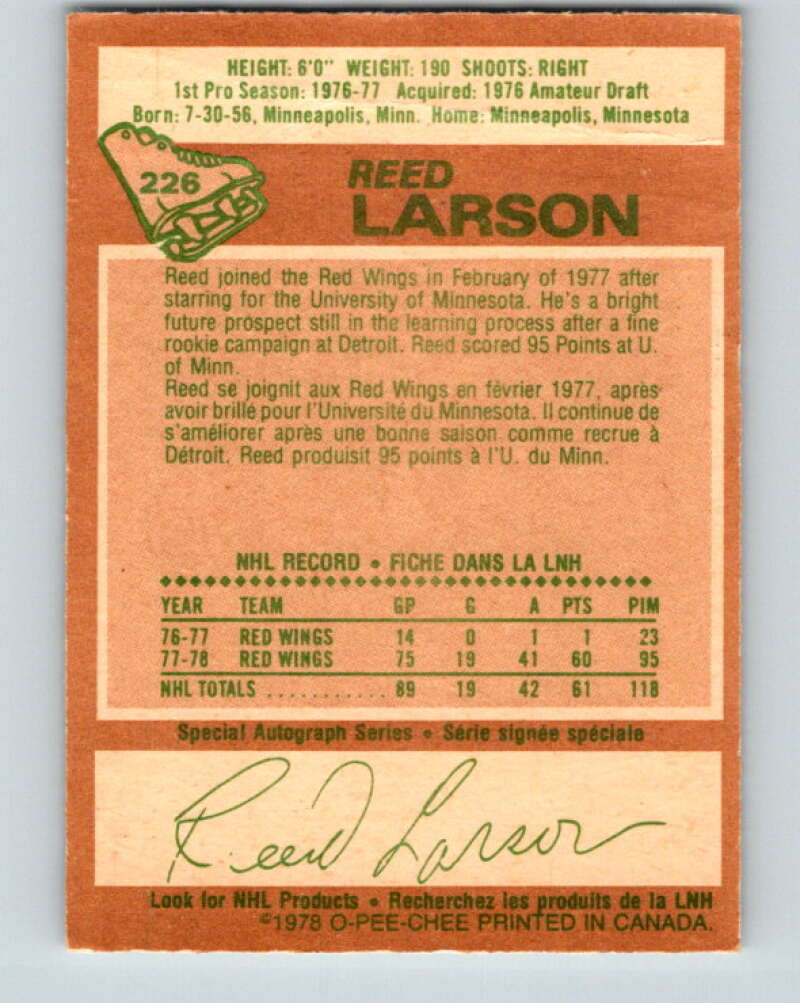 HEIGHT: 6'0" WEIGHT: 190 SHOOTS: RIGHT
1st Pro Season: 1976-77 Acquired: 1976 Amateur Draft
Born: 7-30-56, Minneapolis, Minn. Home: Minneapolis, Minnesota
226
REED
LARSON
Reed joined the Red Wings in February of 1977 after
starring for the University of Minnesota. He's a bright
future prospect still in the learning process after a fine
rookie campaign at Detroit. Reed scored 95 Points at U.
of Minn.
Reed se joignit aux Red Wings en février 1977, après
avoir brillé pour l'Université du Minnesota. Il continue de
s'améliorer après une bonne saison comme recrue à
Détroit. Reed produisit 95 points à l'U. du Minn.
NHL RECORD • FICHE DANS LA LNH
YEAR TEAM GP G A PTS PIM
76-77 RED WINGS 14 0 1 1 23
77-78 RED WINGS 75 19 41 60 95
NHL TOTALS ........... 89 19 42 61 118
Special Autograph Series • Série signée spéciale
Reed Larson
Look for NHL Products • Recherchez les produits de la LNH
©1978 O-PEE-CHEE PRINTED IN CANADA.